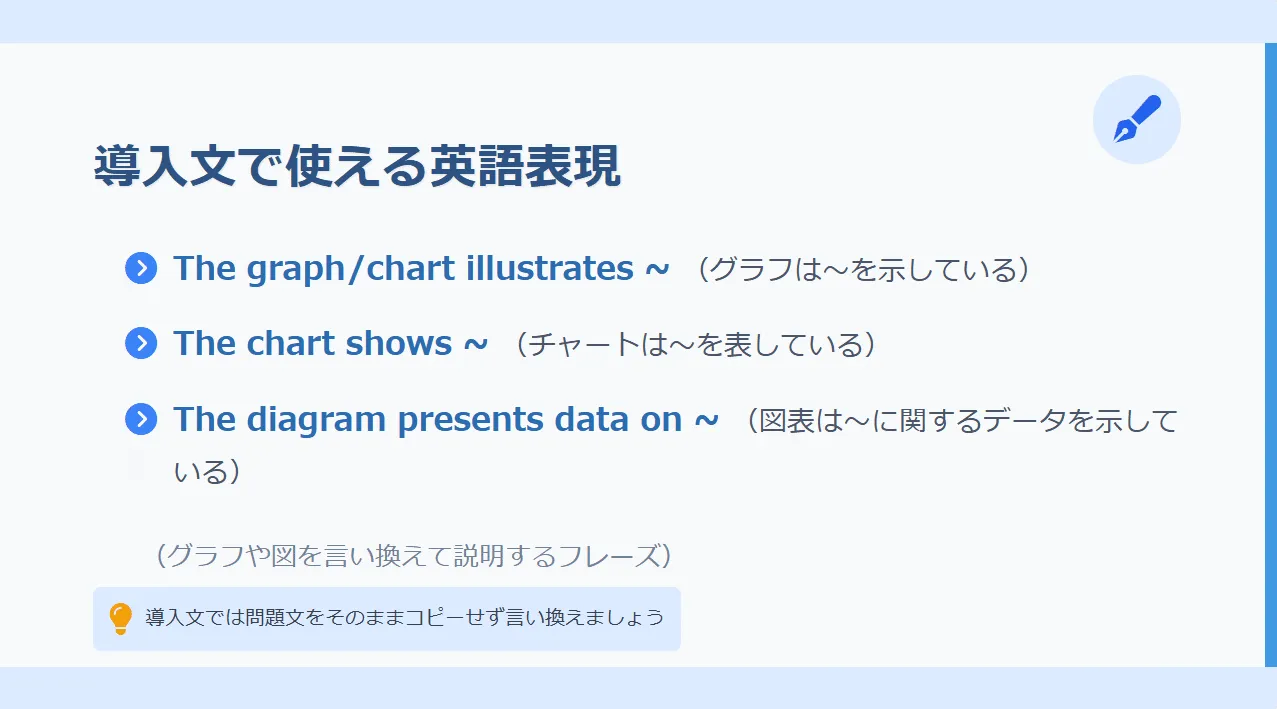 導入文で使える英語表現
The graph/chart illustrates ~ （グラフは～を示している）
The chart shows ~ （チャートは～を表している）
The diagram presents data on ~ （図表は～に関するデータを示して
いる）
（グラフや図を言い換えて説明するフレーズ）
導入文では問題文をそのままコピーせず言い換えましょう